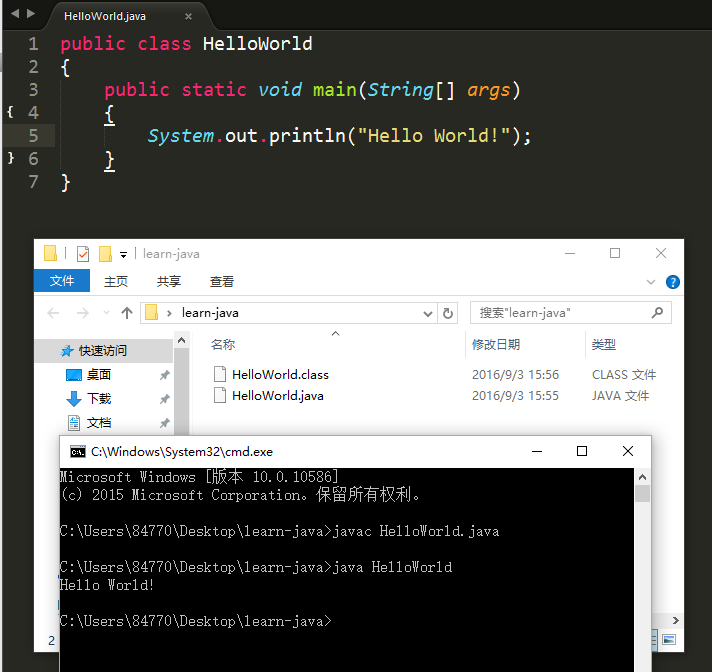 HelloWorld.java
1 public class HelloWorld
2 {
3 public static void main(String[] args)
{ 4 {
5 System.out.println("Hello World!");
} 6 }
7 }
learn-java
文件 主页 共享 查看
learn-java 搜索"learn-java"
快速访问 名称 修改日期 类型
桌面 HelloWorld.class 2016/9/3 15:56 CLASS 文件
下载 HelloWorld.java 2016/9/3 15:55 JAVA 文件
文档
C:\Windows\System32\cmd.exe
Microsoft Windows [版本 10.0.10586]
(c) 2015 Microsoft Corporation。保留所有权利。
C:\Users\84770\Desktop\learn-java>javac HelloWorld.java
C:\Users\84770\Desktop\learn-java>java HelloWorld
Hello World!
C:\Users\84770\Desktop\learn-java>
2